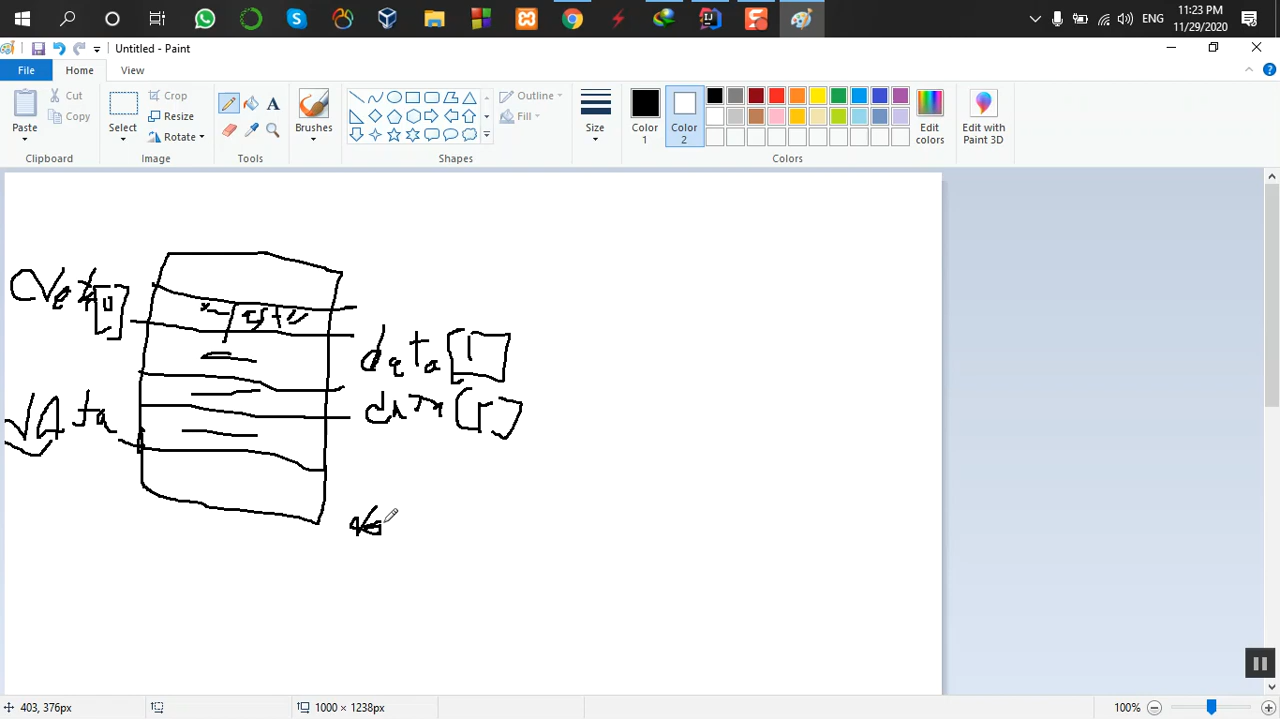 11:23 PM
ENG
11/29/2020
Untitled - Paint
File
Home
View
Paste
Cut
Copy
Clipboard
Select
Crop
Resize
Rotate
Image
Tools
Brushes
Outline
Fill
Shapes
Size
Color 1
Color 2
Edit colors
Edit with Paint 3D
Colors
data[1]
403, 376px
1000 × 1238px
100%